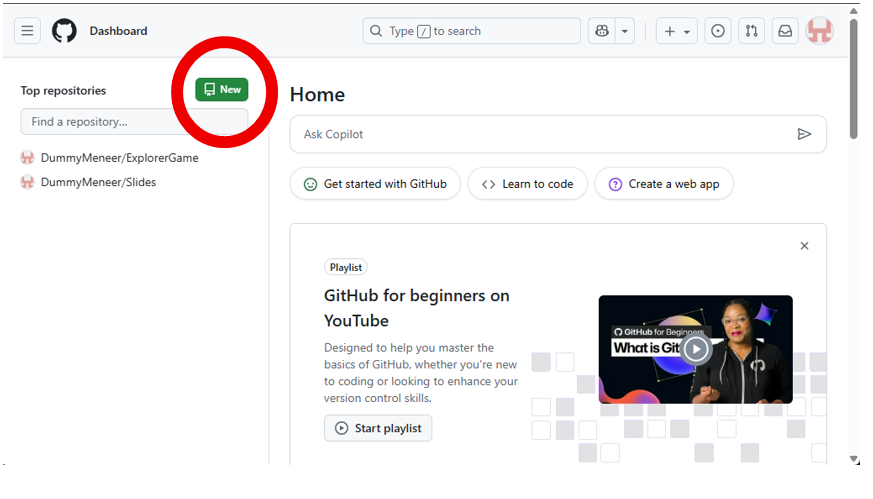 Dashboard
Type / to search
Top repositories
New
Find a repository...
DummyMeneer/ExplorerGame
DummyMeneer/Slides
Home
Ask Copilot
Get started with GitHub
Learn to code
Create a web app
Playlist
GitHub for beginners on
YouTube
Designed to help you master the
basics of GitHub, whether you're new
to coding or looking to enhance your
version control skills.
Start playlist
GitHub for Beginners
What is Git